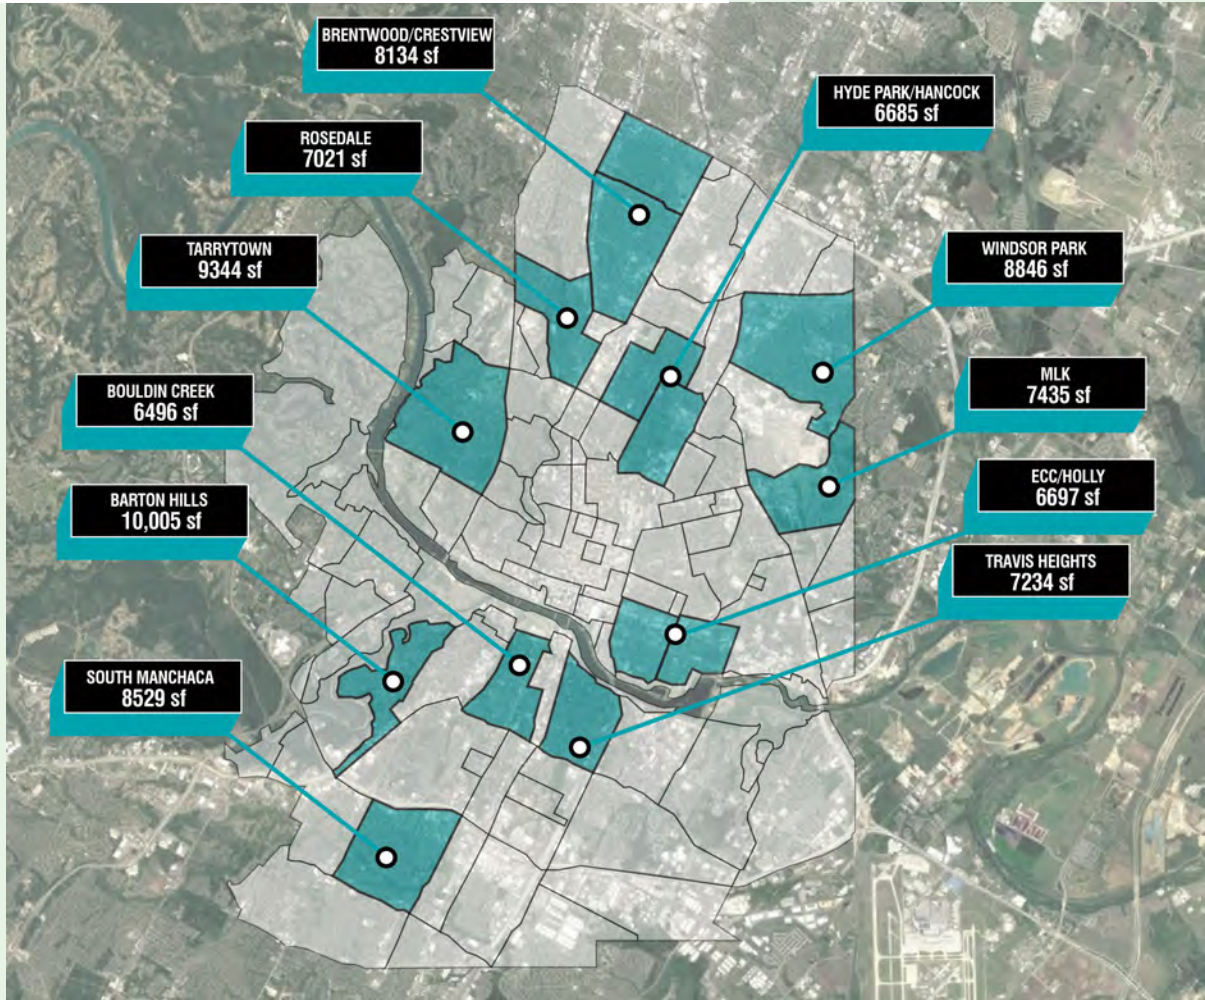 BRENTWOOD/CRESTVIEW
8134 sf
HYDE PARK/HANCOCK
6685 sf
ROSEDALE
7021 sf
TARRYTOWN
9344 sf
WINDSOR PARK
8846 sf
BOULDIN CREEK
6496 sf
MLK
7435 sf
BARTON HILLS
10,005 sf
ECC/HOLLY
6697 sf
TRAVIS HEIGHTS
7234 sf
SOUTH MANCHACA
8529 sf